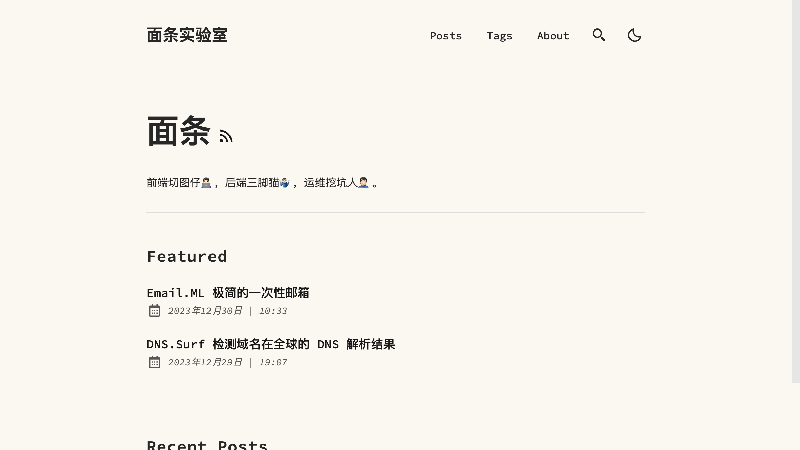 面条实验室
Posts
Tags
About
面条
前端切图仔👨🏻‍💻，后端三脚猫🤹🏻，运维挖坑人🤦🏻‍♂️。
Featured
Email.ML 极简的一次性邮箱
2023年12月30日 | 10:33
DNS.Surf 检测域名在全球的 DNS 解析结果
2023年12月29日 | 19:07
Recent Posts